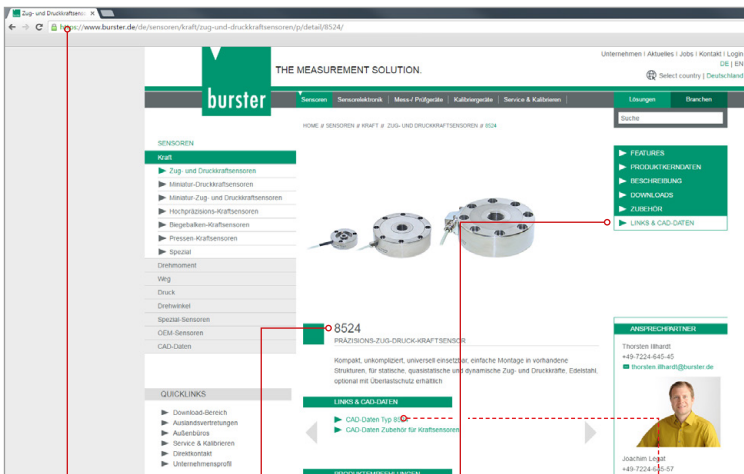 Zug- und Druckkraftsensor
https://www.burster.de/de/sensoren/kraft/zug-und-druckkraftsensoren/p/detail/8524/
Unternehmen | Aktuelles | Jobs | Kontakt | Login
DE | EN
THE MEASUREMENT SOLUTION.
Select country | Deutschland
burster
Sensoren Sensorelektronik | Mess-/ Prüfgeräte | Kalibriergeräte | Service & Kalibrieren |
Lösungen Branchen
Suche
HOME // SENSOREN // KRAFT // ZUG- UND DRUCKKRAFTSENSOREN // 8524
SENSOREN
Kraft
Zug- und Druckkraftsensoren
Miniatur-Druckkraftsensoren
Miniatur-Zug- und Druckkraftsensoren
Hochpräzisions-Kraftsensoren
Biegebalken-Kraftsensoren
Pressen-Kraftsensoren
Spezial
Drehmoment
Weg
Druck
Drehwinkel
Spezial-Sensoren
OEM-Sensoren
CAD-Daten
FEATURES
PRODUKTKERNDATEN
BESCHREIBUNG
DOWNLOADS
ZUBEHÖR
LINKS & CAD-DATEN
8524
PRÄZISIONS-ZUG-DRUCK-KRAFTSENSOR
Kompakt, unkompliziert, universell einsetzbar, einfache Montage in vorhandene
Strukturen, für statische, quasistatische und dynamische Zug- und Druckkräfte, Edelstahl,
optional mit Überlastschutz erhältlich
LINKS & CAD-DATEN
CAD-Daten Typ 8524
CAD-Daten Zubehör für Kraftsensoren
PRODUKTEMPFEHLUNGEN
QUICKLINKS
Download-Bereich
Auslandsvertretungen
Außenbüros
Service & Kalibrieren
Direktkontakt
Unternehmensprofil
ANSPRECHPARTNER
Thorsten Illhardt
+49-7224-645-45
thorsten.illhardt@burster.de
Joachim Legat
+49-7224-645-57